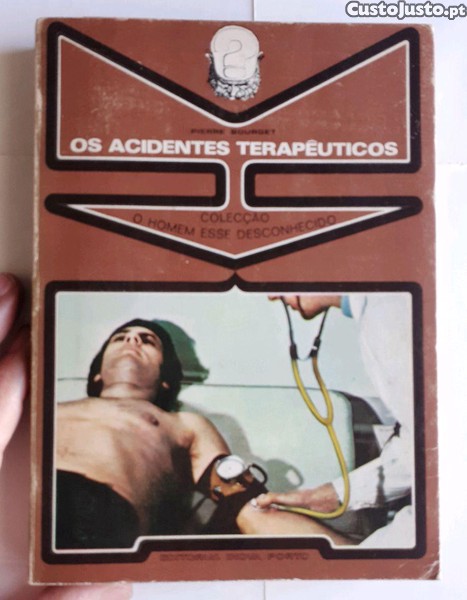 CustoJusto.pt
?
PIERRE BOURGET
OS ACIDENTES TERAPÊUTICOS
COLECÇÃO
O HOMEM ESSE DESCONHECIDO
EDITORIAL INOVA PORTO